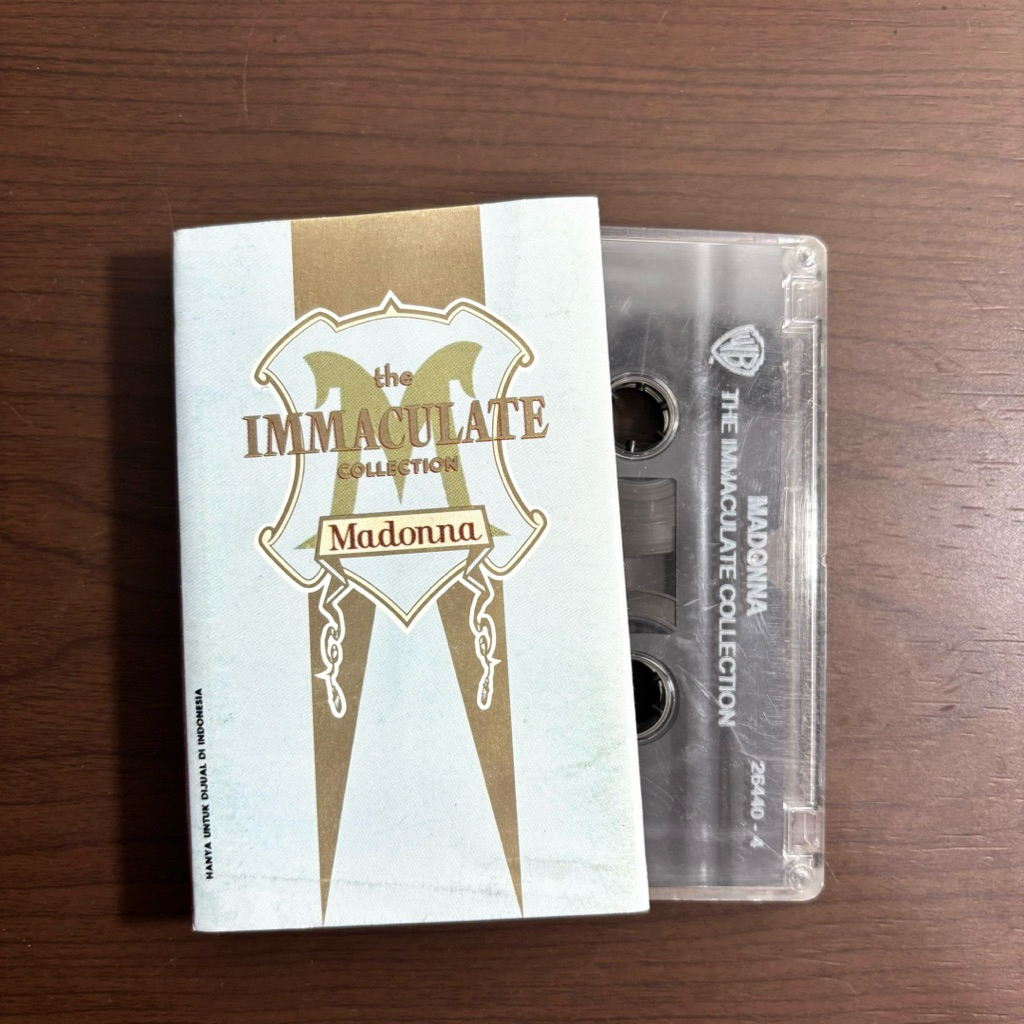 the
IMMACULATE
COLLECTION
Madonna
HANYA UNTUK DIJUAL DI INDONESIA
WB
MADONNA
THE IMMACULATE COLLECTION
26440 - 4